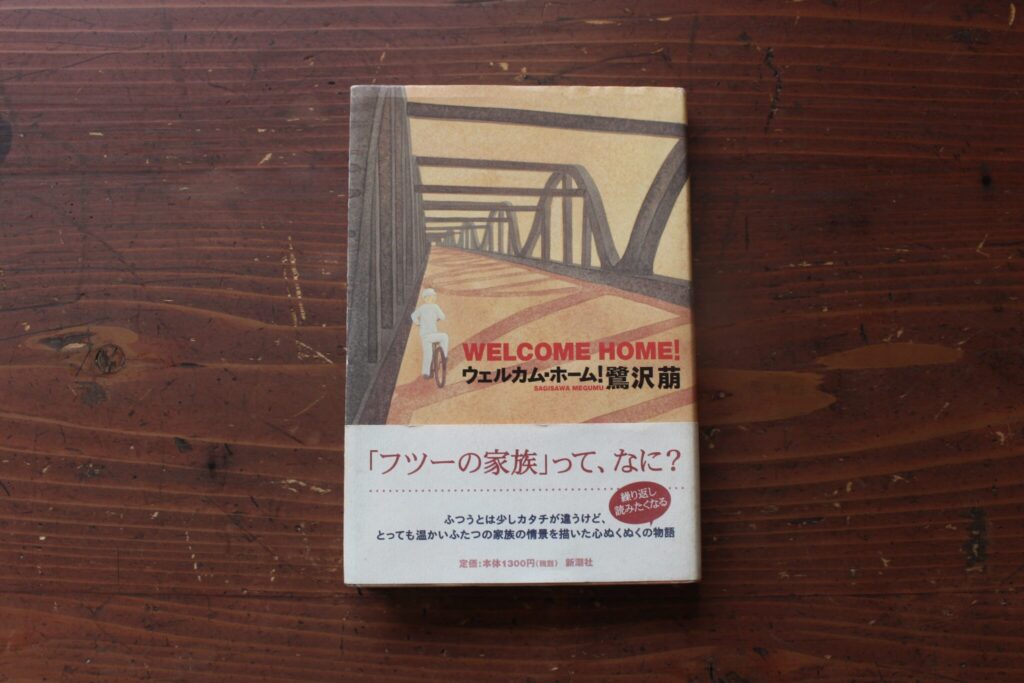 WELCOME HOME!
ウェルカム・ホーム!鷺沢萠
SAGISAWA MEGUMU
「フツーの家族」って、なに?
繰り返し
読みたくなる
ふつうとは少しカタチが違うけど、
とっても温かいふたつの家族の情景を描いた心ぬくぬくの物語
定価:本体1300円(税別) 新潮社